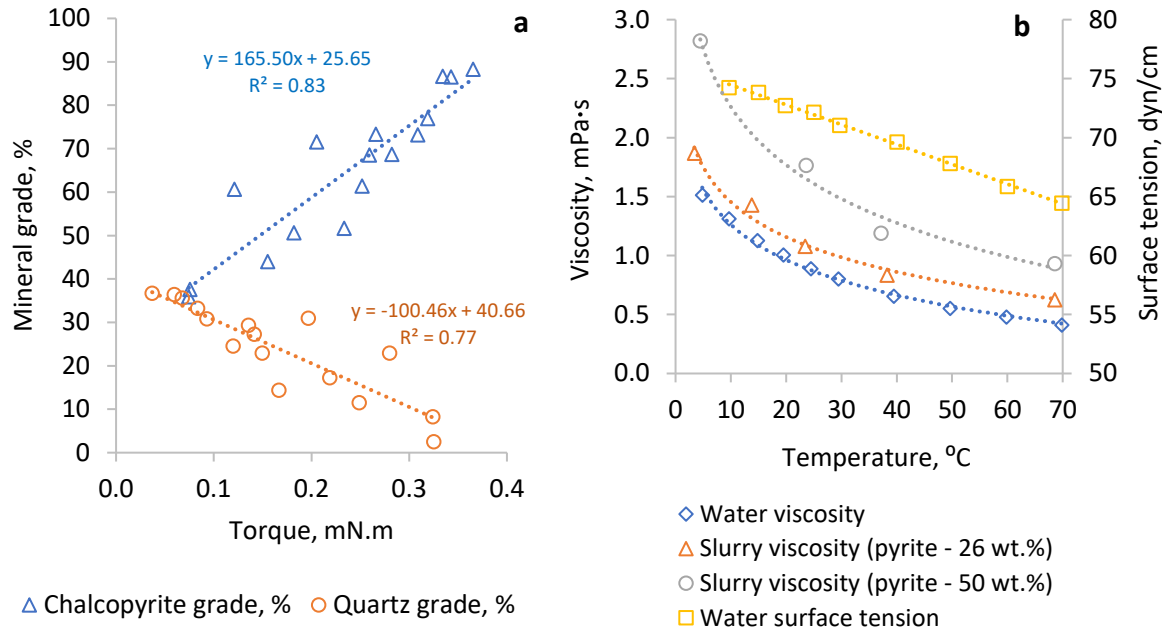 a
Mineral grade, %
100
90
80
70
60
50
40
30
20
10
0
y = 165.50x + 25.65
R² = 0.83
y = -100.46x + 40.66
R² = 0.77
0.0 0.1 0.2 0.3 0.4
Torque, mN.m
Chalcopyrite grade, % Quartz grade, %
b
Viscosity, mPa·s
3.0
2.5
2.0
1.5
1.0
0.5
0.0
80
75
70
65
60
55
50
Surface tension, dyn/cm
0 10 20 30 40 50 60 70
Temperature, ⁰C
Water viscosity
Slurry viscosity (pyrite - 26 wt.%)
Slurry viscosity (pyrite - 50 wt.%)
Water surface tension